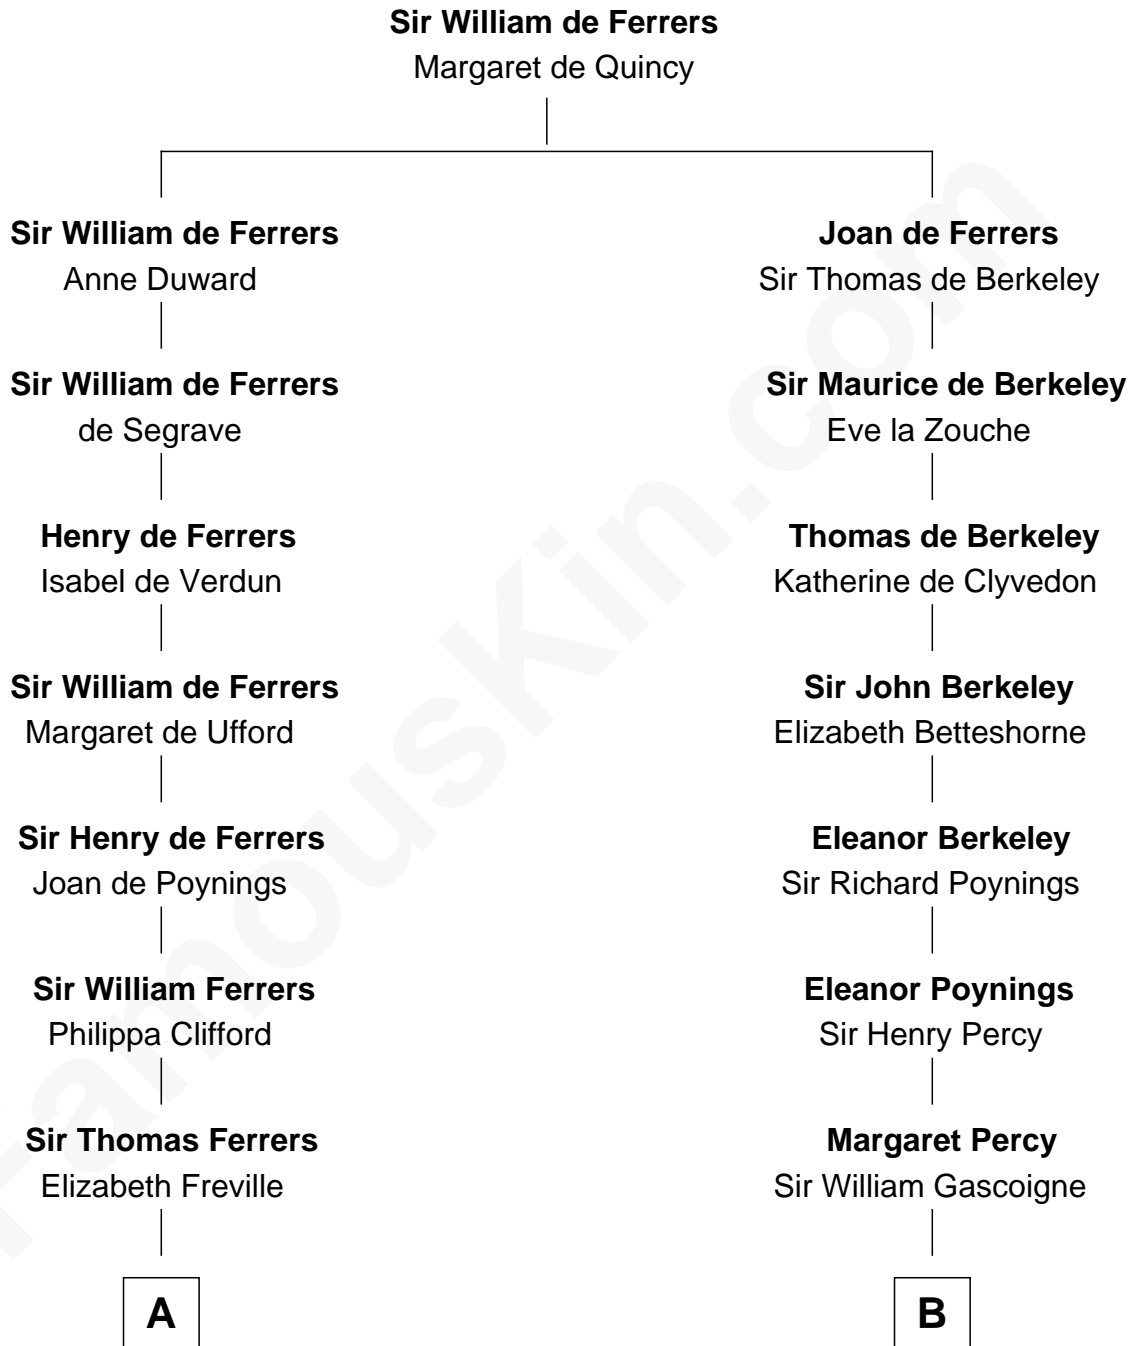 Sir William de Ferrers
Margaret de Quincy
Sir William de Ferrers
Anne Duward
Joan de Ferrers
Sir Thomas de Berkeley
Sir William de Ferrers
de Segrave
Sir Maurice de Berkeley
Eve la Zouche
Henry de Ferrers
Isabel de Verdun
Thomas de Berkeley
Katherine de Clyvedon
Sir William de Ferrers
Margaret de Ufford
Sir John Berkeley
Elizabeth Betteshorne
Sir Henry de Ferrers
Joan de Poynings
Eleanor Berkeley
Sir Richard Poynings
Sir William Ferrers
Philippa Clifford
Eleanor Poynings
Sir Henry Percy
Sir Thomas Ferrers
Elizabeth Freville
Margaret Percy
Sir William Gascoigne
A
B
FamousKin.com